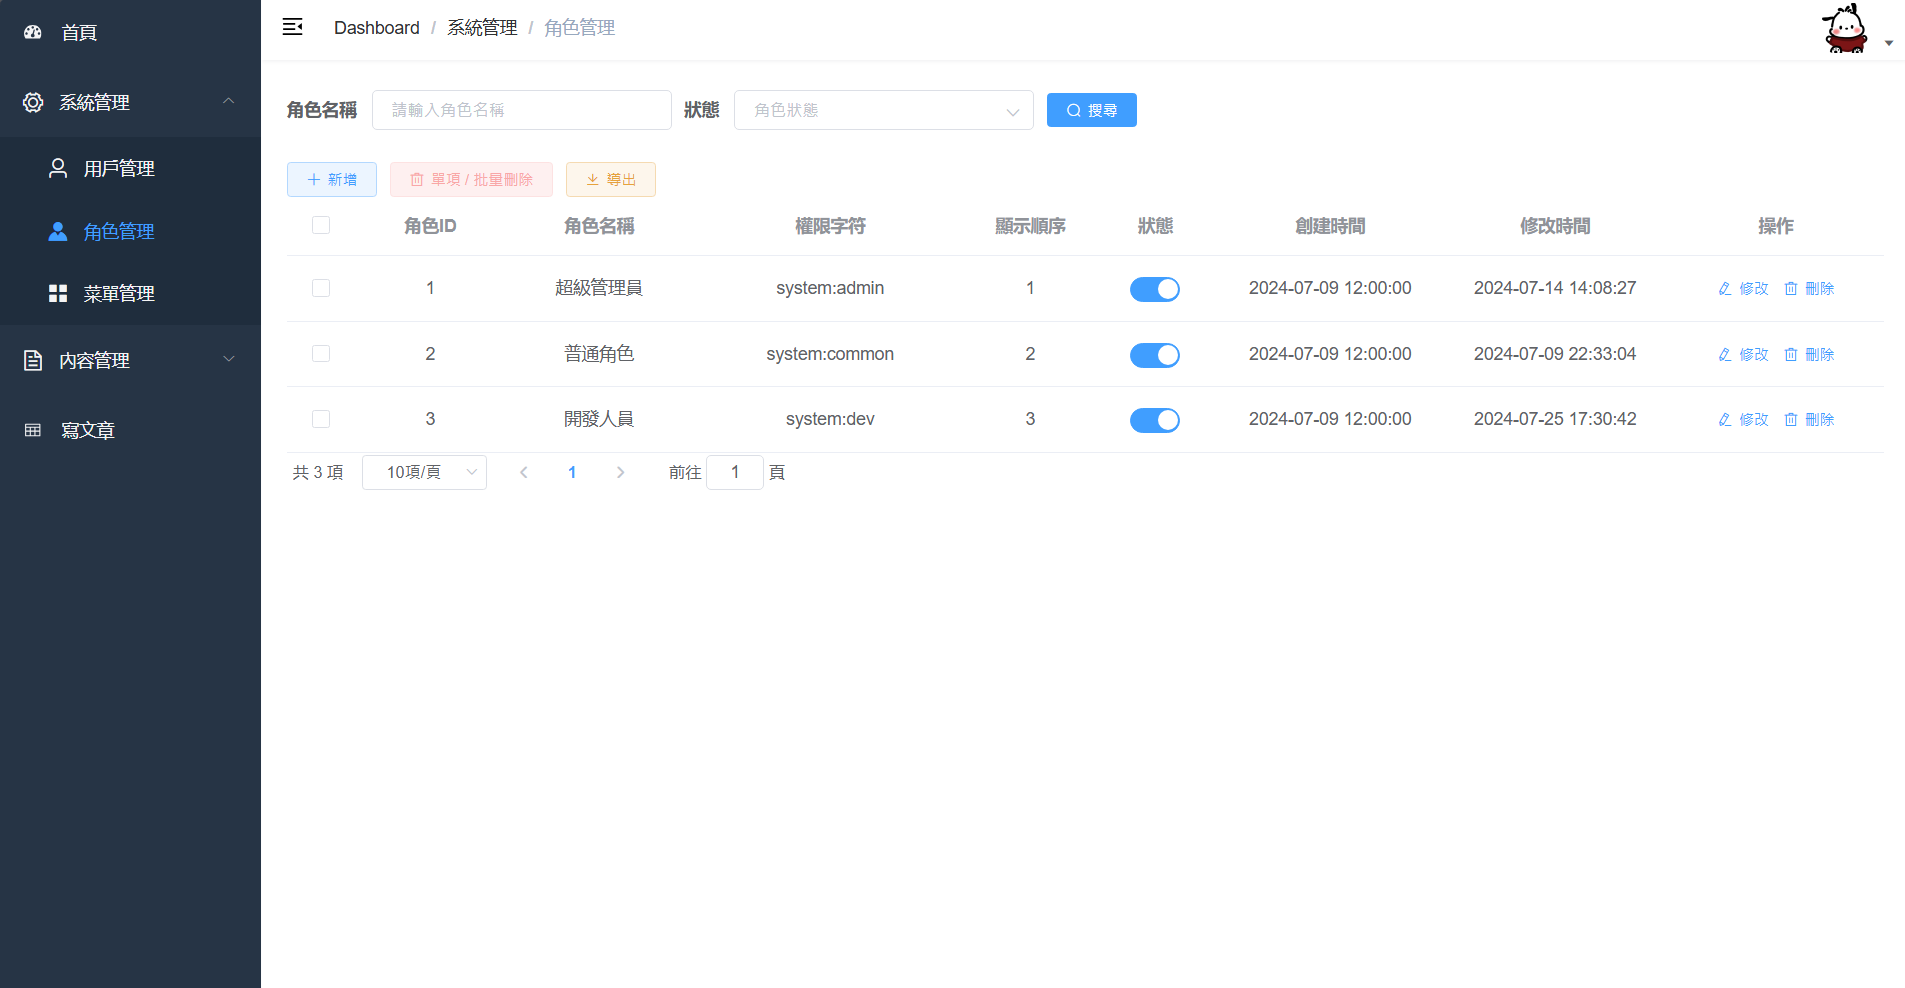 首頁
系統管理
用戶管理
角色管理
菜單管理
內容管理
寫文章
Dashboard / 系統管理 / 角色管理
角色名稱 請輸入角色名稱 狀態 角色狀態 搜尋
新增 單項 / 批量刪除 導出
角色ID 角色名稱 權限字符 顯示順序 狀態 創建時間 修改時間 操作
1 超級管理員 system:admin 1 2024-07-09 12:00:00 2024-07-14 14:08:27 修改 刪除
2 普通角色 system:common 2 2024-07-09 12:00:00 2024-07-09 22:33:04 修改 刪除
3 開發人員 system:dev 3 2024-07-09 12:00:00 2024-07-25 17:30:42 修改 刪除
共 3 項 10項/頁 1 前往 1 頁